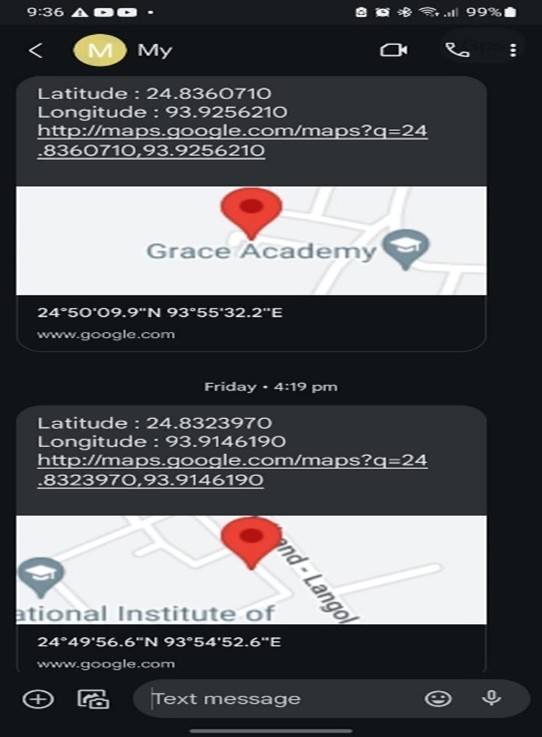 9:36
99%
M My
Latitude : 24.8360710
Longitude : 93.9256210
http://maps.google.com/maps?q=24
.8360710,93.9256210
Grace Academy
24°50'09.9"N 93°55'32.2"E
www.google.com
Friday • 4:19 pm
Latitude : 24.8323970
Longitude : 93.9146190
http://maps.google.com/maps?q=24
.8323970,93.9146190
end - Langol
ational Institute of
24°49'56.6"N 93°54'52.6"E
www.google.com
Text message